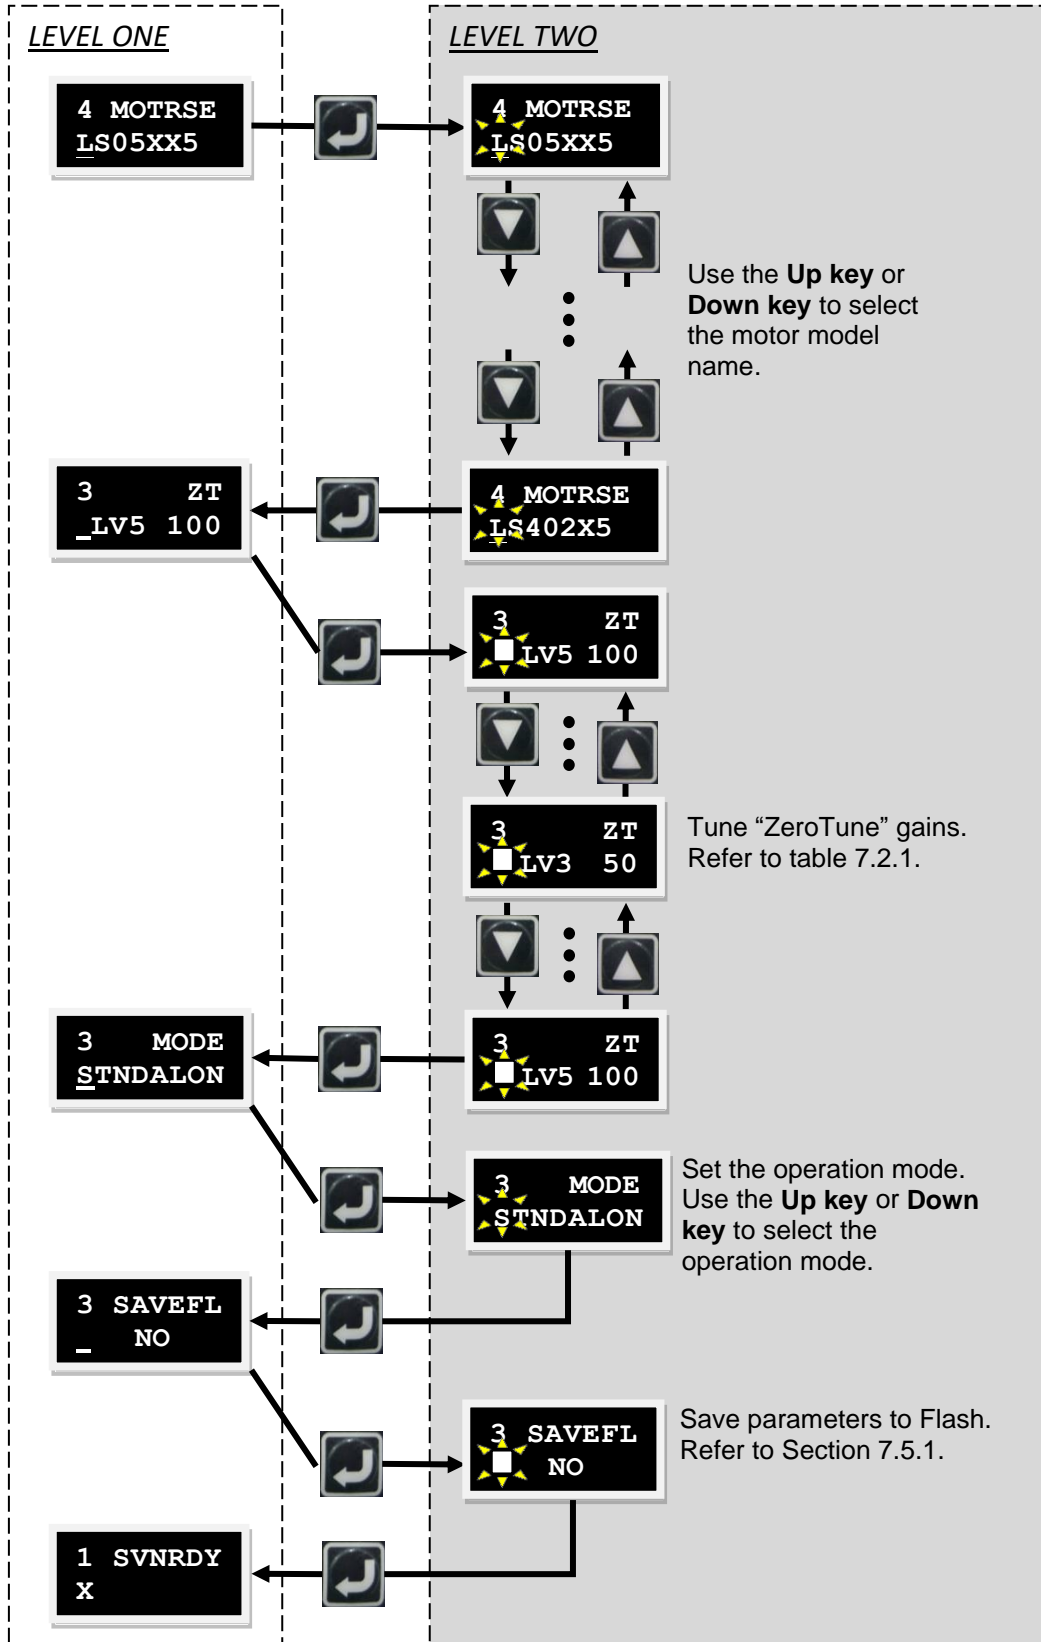 LEVEL ONE
LEVEL TWO
4 MOTRSE
LS05XX5
4 MOTRSE
LS05XX5
Use the Up key or
Down key to select
the motor model
name.
3 ZT
LV5 100
4 MOTRSE
LS402X5
3 ZT
LV5 100
3 ZT
LV3 50
Tune “ZeroTune” gains.
Refer to table 7.2.1.
3 MODE
STNDALON
3 ZT
LV5 100
3 MODE
STNDALON
Set the operation mode.
Use the Up key or Down
key to select the
operation mode.
3 SAVEFL
NO
3 SAVEFL
NO
Save parameters to Flash.
Refer to Section 7.5.1.
1 SVNRDY
X